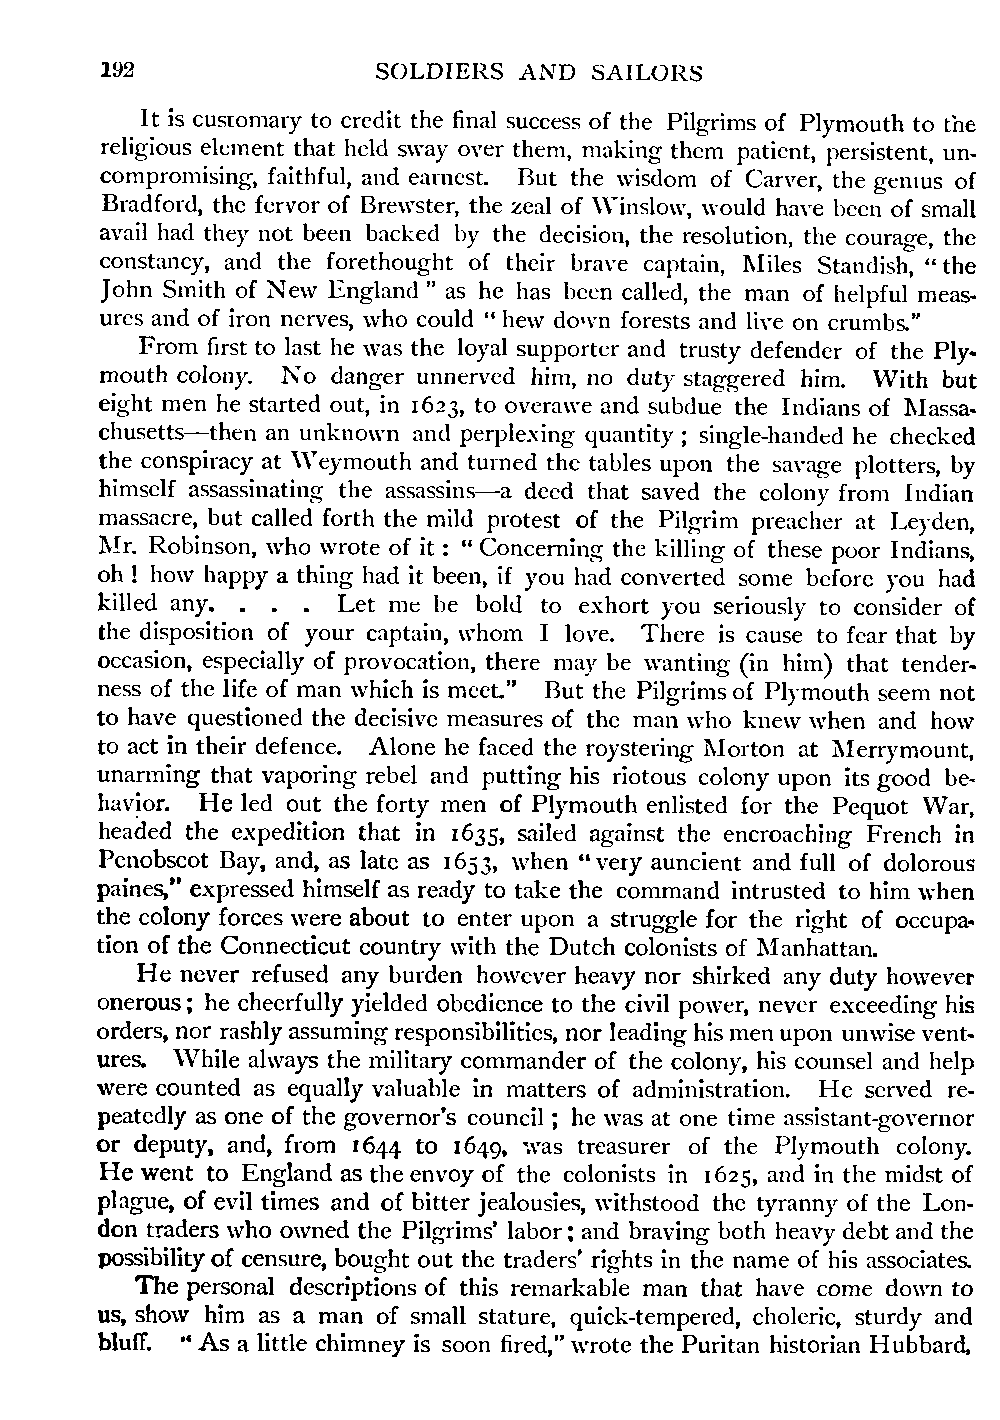 192 SOLDIERS AND SAILORS
It is customary to credit the final success of the Pilgrims of Plymouth to the
religious element that held sway over them, making them patient, persistent, un-
compromising, faithful, and earnest. But the wisdom of Carver, the genius of
Bradford, the fervor of Brewster, the zeal of Winslow, would have been of small
avail had they not been backed by the decision, the resolution, the courage, the
constancy, and the forethought of their brave captain, Miles Standish, “the
John Smith of New England” as he has been called, the man of helpful meas-
ures and of iron nerves, who could “hew down forests and live on crumbs.”
From first to last he was the loyal supporter and trusty defender of the Ply-
mouth colony. No danger unnerved him, no duty staggered him. With but
eight men he started out, in 1623, to overawe and subdue the Indians of Massa-
chusetts—then an unknown and perplexing quantity; single-handed he checked
the conspiracy at Weymouth and turned the tables upon the savage plotters, by
himself assassinating the assassins—a deed that saved the colony from Indian
massacre, but called forth the mild protest of the Pilgrim preacher at Leyden,
Mr. Robinson, who wrote of it: “Concerning the killing of these poor Indians,
oh! how happy a thing had it been, if you had converted some before you had
killed any. . . . Let me be bold to exhort you seriously to consider of
the disposition of your captain, whom I love. There is cause to fear that by
occasion, especially of provocation, there may be wanting (in him) that tender-
ness of the life of man which is meet.” But the Pilgrims of Plymouth seem not
to have questioned the decisive measures of the man who knew when and how
to act in their defence. Alone he faced the roystering Morton at Merrymount,
unarming that vaporing rebel and putting his riotous colony upon its good be-
havior. He led out the forty men of Plymouth enlisted for the Pequot War,
headed the expedition that in 1635, sailed against the encroaching French in
Penobscot Bay, and, as late as 1653, when “very auncient and full of dolorous
paines,” expressed himself as ready to take the command intrusted to him when
the colony forces were about to enter upon a struggle for the right of occupa-
tion of the Connecticut country with the Dutch colonists of Manhattan.
He never refused any burden however heavy nor shirked any duty however
onerous; he cheerfully yielded obedience to the civil power, never exceeding his
orders, nor rashly assuming responsibilities, nor leading his men upon unwise vent-
ures. While always the military commander of the colony, his counsel and help
were counted as equally valuable in matters of administration. He served re-
peatedly as one of the governor's council; he was at one time assistant-governor
or deputy, and, from 1644 to 1649, was treasurer of the Plymouth colony.
He went to England as the envoy of the colonists in 1625, and in the midst of
plague, of evil times and of bitter jealousies, withstood the tyranny of the Lon-
don traders who owned the Pilgrims' labor; and braving both heavy debt and the
possibility of censure, bought out the traders' rights in the name of his associates.
The personal descriptions of this remarkable man that have come down to
us, show him as a man of small stature, quick-tempered, choleric, sturdy and
bluff. “As a little chimney is soon fired,” wrote the Puritan historian Hubbard,